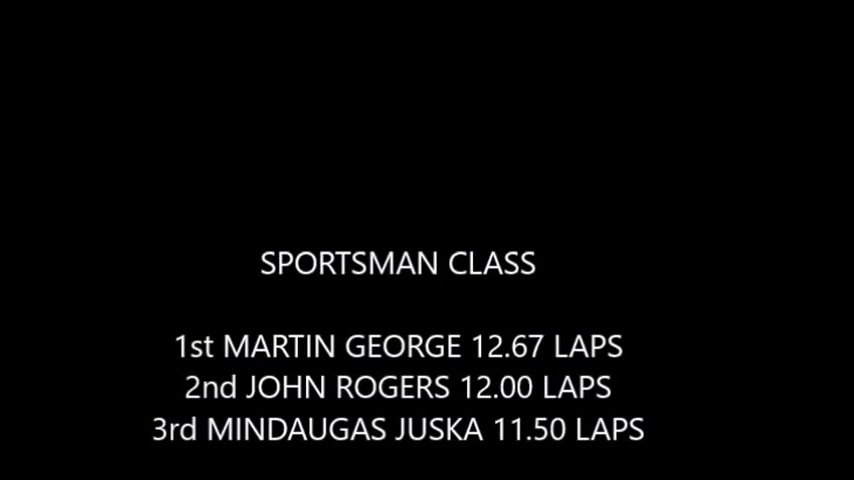 SPORTSMAN CLASS
1st MARTIN GEORGE 12.67 LAPS
2nd JOHN ROGERS 12.00 LAPS
3rd MINDAUGAS JUSKA 11.50 LAPS